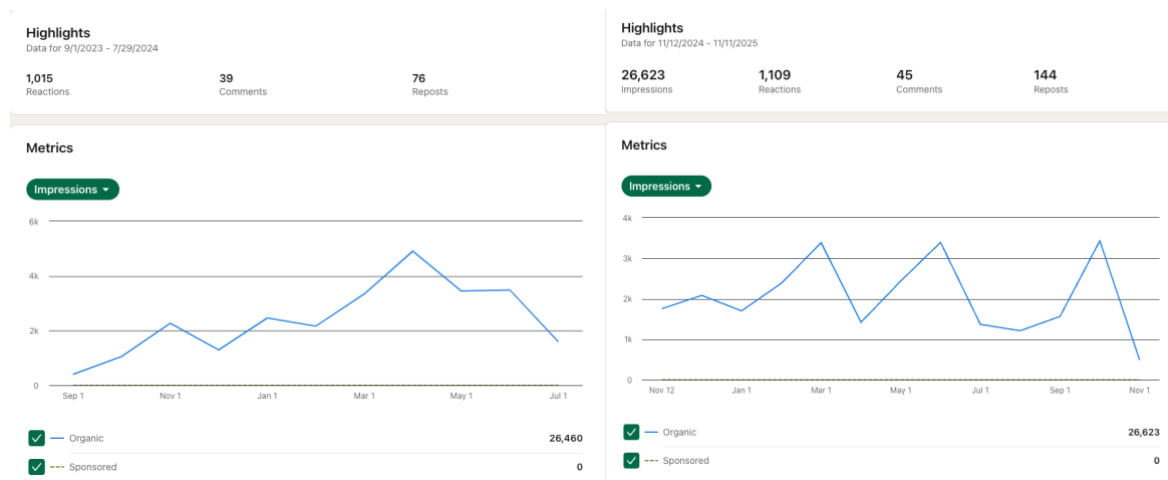 Highlights
Data for 9/1/2023 - 7/29/2024
1,015 39 76
Reactions Comments Reposts
Metrics
Impressions
6k
4k
2k
0
Sep 1 Nov 1 Jan 1 Mar 1 May 1 Jul 1
Organic 26,460
Sponsored 0
Highlights
Data for 11/12/2024 - 11/11/2025
26,623 1,109 45 144
Impressions Reactions Comments Reposts
Metrics
Impressions
4k
3k
2k
1k
0
Nov 12 Jan 1 Mar 1 May 1 Jul 1 Sep 1 Nov 1
Organic 26,623
Sponsored 0